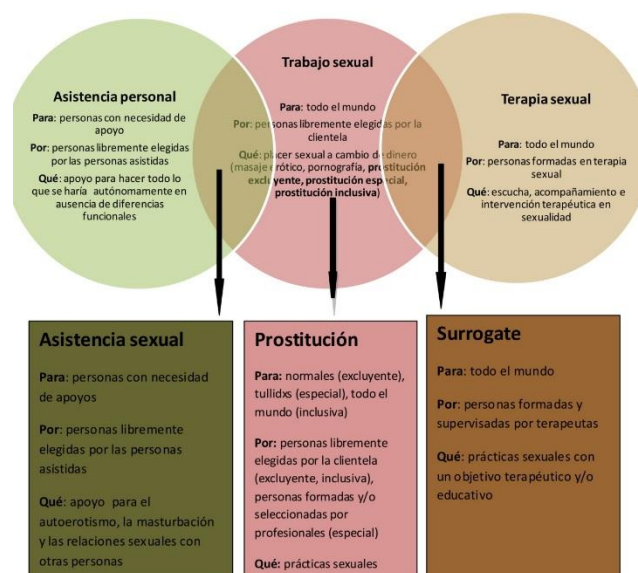 Asistencia personal
Para: personas con necesidad de
apoyo
Por: personas libremente elegidas
por las personas asistidas
Qué: apoyo para hacer todo lo
que se haría autónomamente en
ausencia de diferencias
funcionales
Trabajo sexual
Para: todo el mundo
Por: personas libremente elegidas por la
clientela
Qué: placer sexual a cambio de dinero
(masaje erótico, pornografía, prostitución
excluyente, prostitución especial,
prostitución inclusiva)
Terapia sexual
Para: todo el mundo
Por: personas formadas en terapia
sexual
Qué: escucha, acompañamiento e
intervención terapéutica en
sexualidad
Asistencia sexual
Para: personas con necesidad
de apoyos
Por: personas libremente
elegidas por las personas
asistidas
Qué: apoyo para el
autoerotismo, la masturbación
y las relaciones sexuales con
otras personas
Prostitución
Para: normales (excluyente),
tullidxs (especial), todo el
mundo (inclusiva)
Por: personas libremente
elegidas por la clientela
(excluyente, inclusiva),
personas formadas y/o
seleccionadas por
profesionales (especial)
Qué: prácticas sexuales
Surrogate
Para: todo el mundo
Por: personas formadas y
supervisadas por terapeutas
Qué: prácticas sexuales con
un objetivo terapéutico y/o
educativo